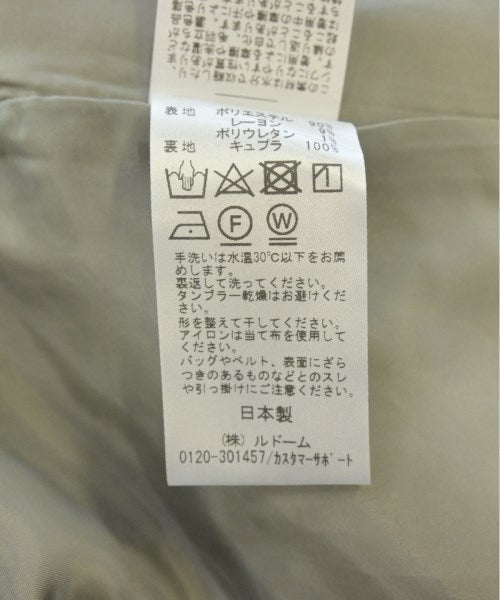 表地 ポリエステル 90%
レーヨン 9%
ポリウレタン 1%
裏地 キュプラ 100%
F
W
手洗いは水温30℃以下をお薦
めします。
裏返して洗ってください。
タンブラー乾燥はお避けくだ
さい。
形を整えて干してください。
アイロンは当て布を使用して
ください。
バッグやベルト、表面にざら
つきのあるものなどとのスレ
や引っ掛けにご注意ください。
日本製
(株) ルドーム
0120-301457/カスタマーサポート